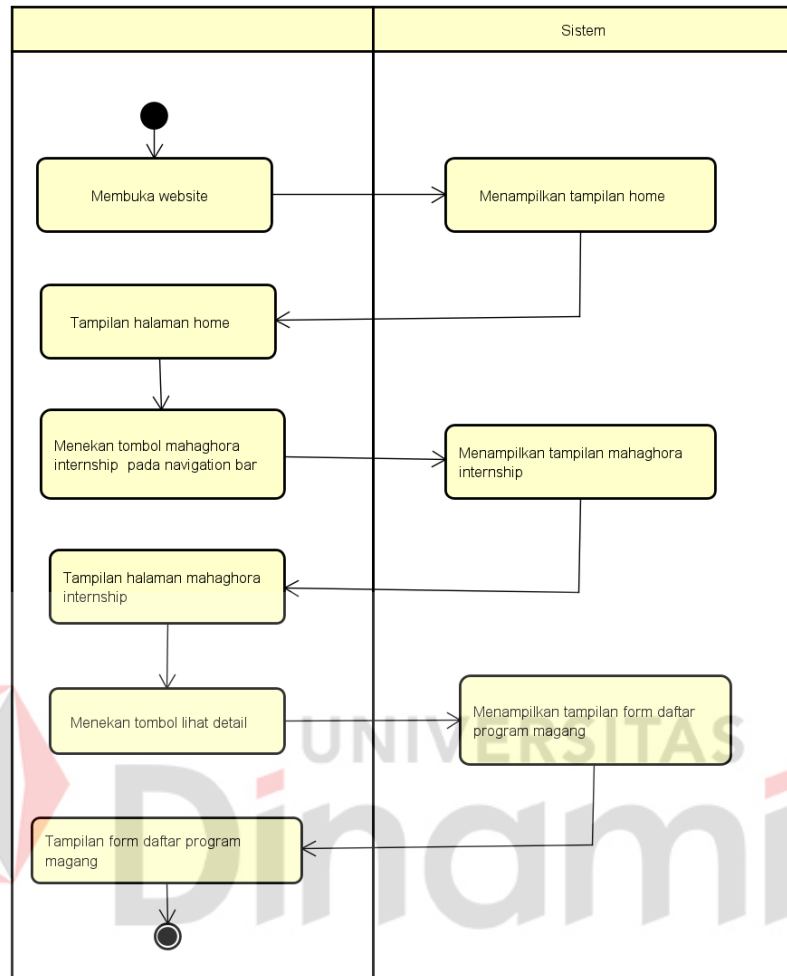 Sistem
Membuka website
Menampilkan tampilan home
Tampilan halaman home
Menekan tombol mahaghora
internship pada navigation bar
Menampilkan tampilan mahaghora
internship
Tampilan halaman mahaghora
internship
Menekan tombol lihat detail
Menampilkan tampilan form daftar
program magang
UNIVERSITAS
Dinami
Tampilan form daftar program
magang